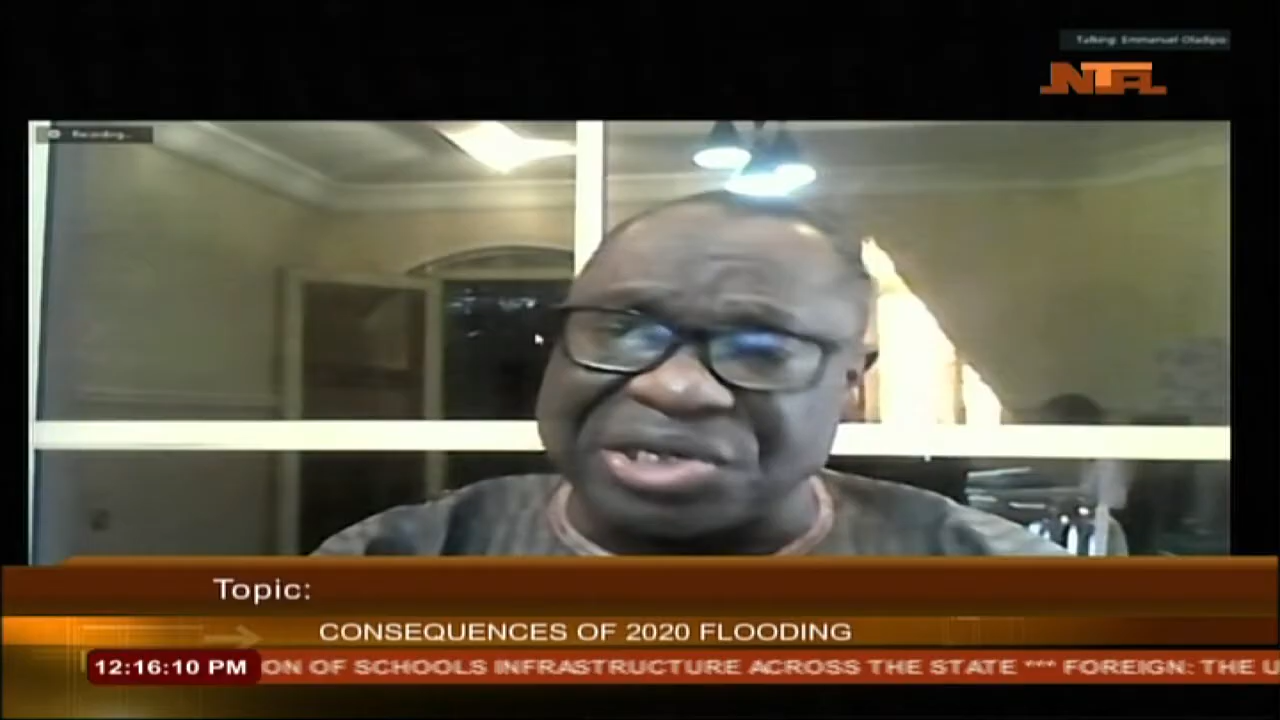 Talking: Emmanuel Oladipo
NTA
Recording...
Topic:
CONSEQUENCES OF 2020 FLOODING
12:16:10 PM ON OF SCHOOLS INFRASTRUCTURE ACROSS THE STATE *** FOREIGN: THE U